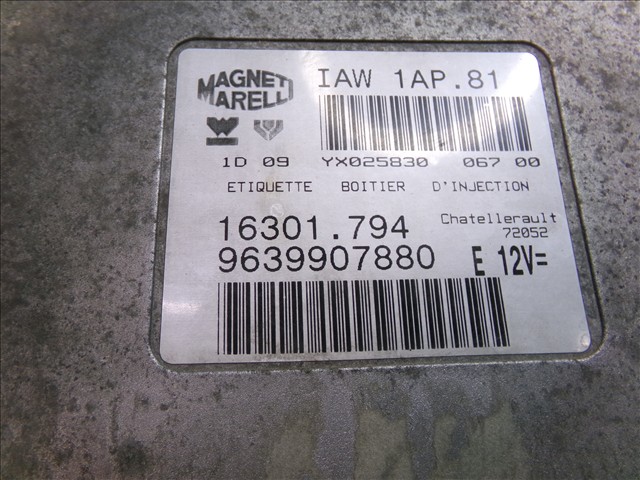 MAGNETI
MARELLI
IAW 1AP.81
1D 09 YX025830 067 00
ETIQUETTE BOITIER D'INJECTION
16301.794 Chatellerault
72052
9639907880 E 12V=